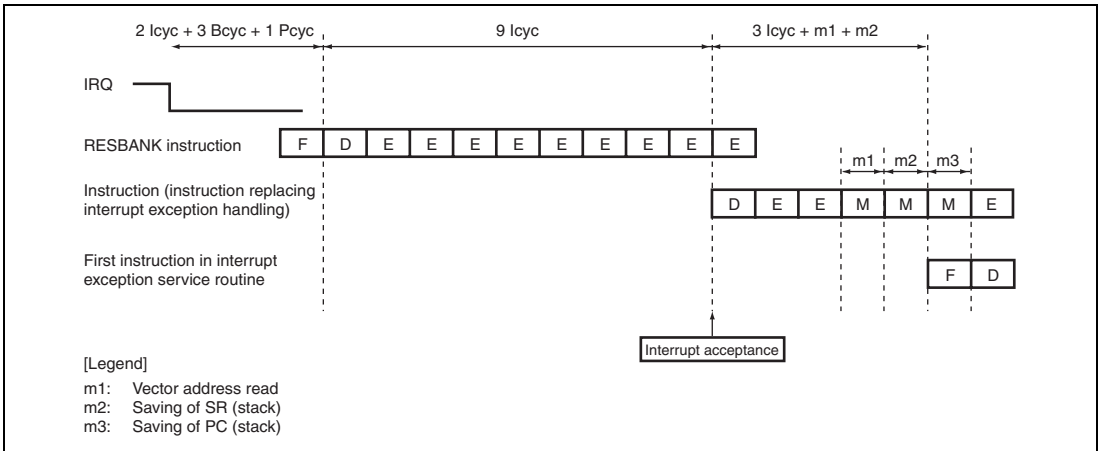 2 Icyc + 3 Bcyc + 1 Pcyc 9 Icyc 3 Icyc + m1 + m2
IRQ
RESBANK instruction F D E E E E E E E E E
m1 m2 m3
Instruction (instruction replacing
interrupt exception handling)
D E E M M M E
First instruction in interrupt
exception service routine
F D
Interrupt acceptance
[Legend]
m1: Vector address read
m2: Saving of SR (stack)
m3: Saving of PC (stack)